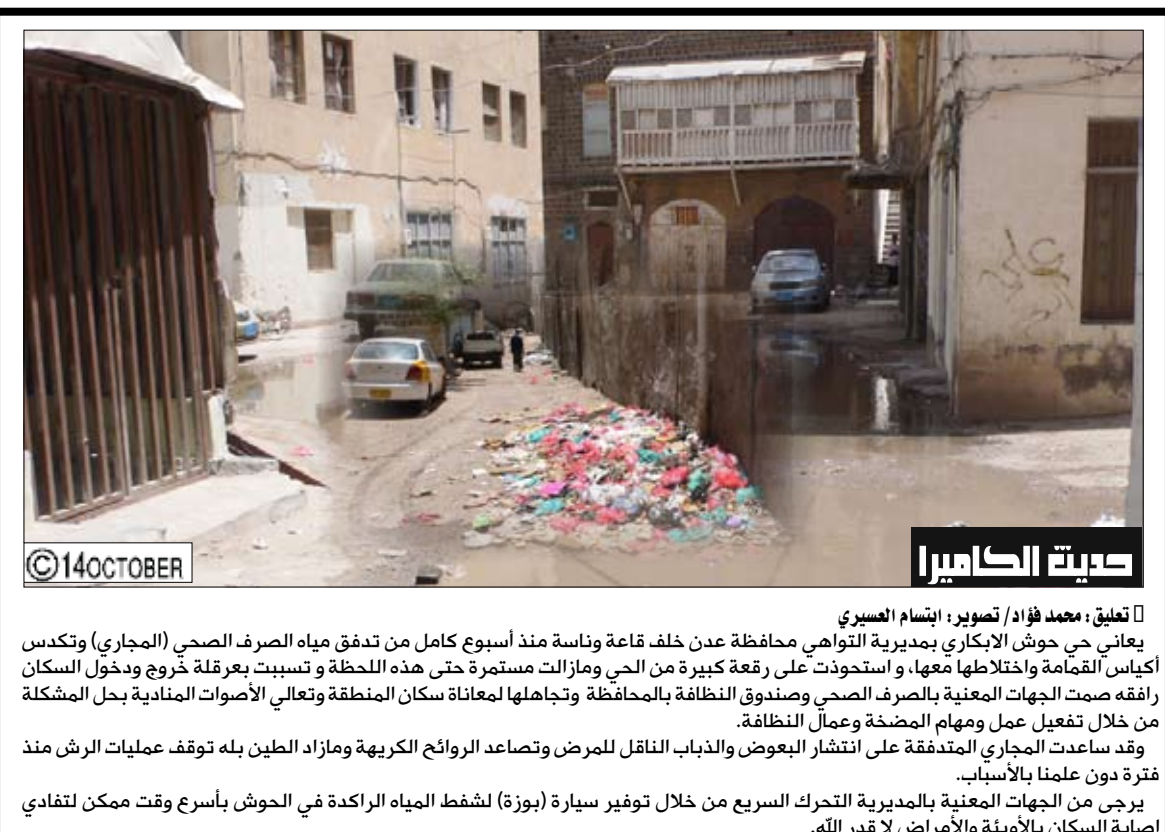 ©14OCTOBER
حديث الكاميرا
تعليق: محمد فؤاد/ تصوير: ابتسام العسيري
يعاني حي حوش الابكاري بمديرية التواهي محافظة عدن خلف قاعة وناسة منذ أسبوع كامل من تدفق مياه الصرف الصحي (المجاري) وتكدس
أكياس القمامة واختلاطها معها، و استحوذت على رقعة كبيرة من الحي ومازالت مستمرة حتى هذه اللحظة و تسببت بعرقلة خروج ودخول السكان
رافقه صمت الجهات المعنية بالصرف الصحي وصندوق النظافة بالمحافظة وتجاهلها لمعاناة سكان المنطقة وتعالي الأصوات المنادية بحل المشكلة
من خلال تفعيل عمل ومهام المضخة وعمال النظافة.
وقد ساعدت المجاري المتدفقة على انتشار البعوض والذباب الناقل للمرض وتصاعد الروائح الكريهة ومازاد الطين بله توقف عمليات الرش منذ
فترة دون علمنا بالأسباب.
يرجى من الجهات المعنية بالمديرية التحرك السريع من خلال توفير سيارة (بوزة) لشفط المياه الراكدة في الحوش بأسرع وقت ممكن لتفادي
إصابة السكان بالأوبئة والأمراض لا قدر الله.